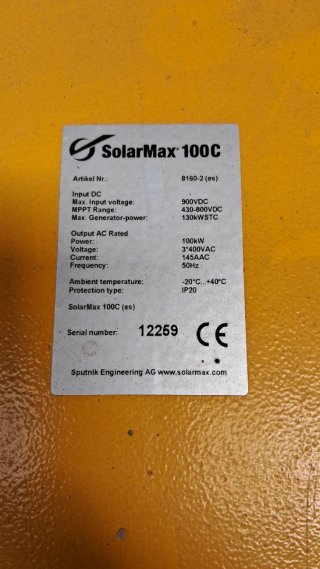 SolarMax® 100C
Artikel Nr.: 8160-2 (es)
Input DC
Max. Input voltage: 900VDC
MPPT Range: 430-800VDC
Max. Generator-power: 130kWSTC
Output AC Rated
Power: 100kW
Voltage: 3*400VAC
Current: 145AAC
Frequency: 50Hz
Ambient temperature: -20°C...+40°C
Protection type: IP20
SolarMax 100C (es)
Serial number: 12259 CE
Sputnik Engineering AG www.solarmax.com